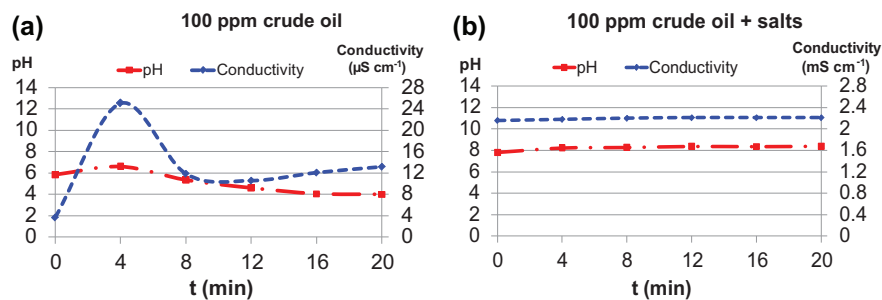 (a) 100 ppm crude oil
pH
Conductivity
(µS cm⁻¹)
pH Conductivity
14 28
12 24
10 20
8 16
6 12
4 8
2 4
0 0
0 4 8 12 16 20
t (min)
(b) 100 ppm crude oil + salts
pH
Conductivity
(mS cm⁻¹)
pH Conductivity
14 2.8
12 2.4
10 2
8 1.6
6 1.2
4 0.8
2 0.4
0 0
0 4 8 12 16 20
t (min)